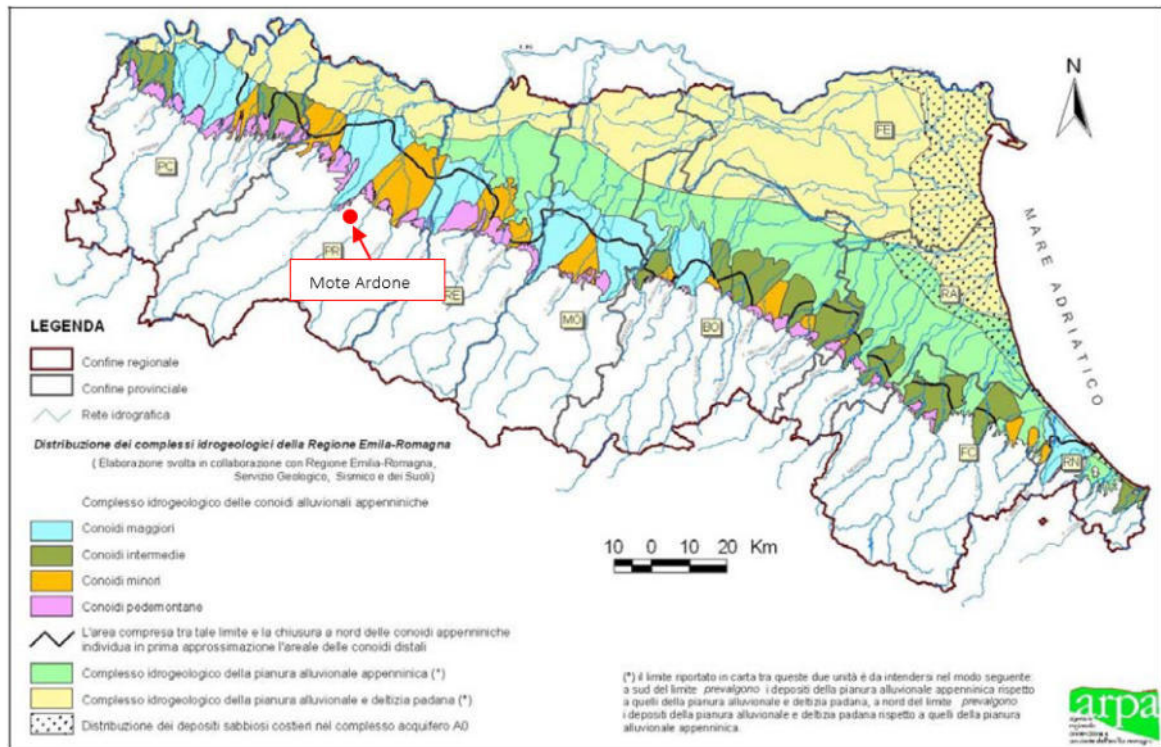 N
FE
PC
MARE ADRIATICO
RA
PR
Mote Ardone
RE
MO
BO
LEGENDA
Confine regionale
Confine provinciale
FC
RN
Rete idrografica
Distribuzione dei complessi idrogeologici della Regione Emilia-Romagna
( Elaborazione svolta in collaborazione con Regione Emilia-Romagna,
Servizio Geologico, Sismico e dei Suoli)
Complesso idrogeologico delle conoidi alluvionali appenniniche
Conoidi maggiori
10 0 10 20 Km
Conoidi intermedie
Conoidi minori
Conoidi pedemontane
L'area compresa tra tale limite e la chiusura a nord delle conoidi appenniniche
individua in prima approssimazione l'areale delle conoidi distali
Complesso idrogeologico della pianura alluvionale appenninica (*)
Complesso idrogeologico della pianura alluvionale e deltizia padana (*)
Distribuzione dei depositi sabbiosi costieri nel complesso acquifero A0
(*) il limite riportato in carta tra queste due unità è da intendersi nel modo seguente:
a sud del limite prevalgono i depositi della pianura alluvionale appenninica rispetto
a quelli della pianura alluvionale e deltizia padana, a nord del limite prevalgono
i depositi della pianura alluvionale e deltizia padana rispetto a quelli della pianura
alluvionale appenninica.
arpa